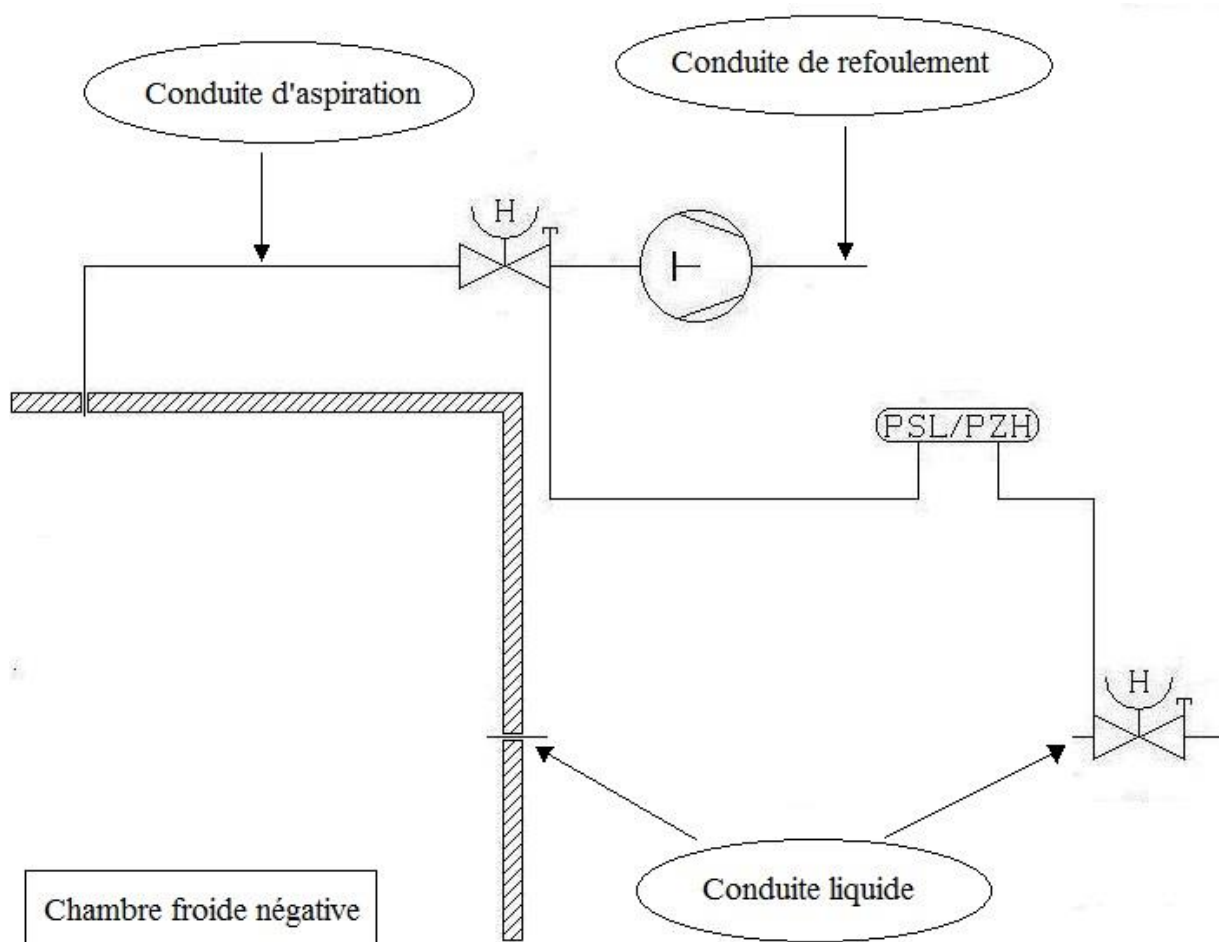 Conduite d'aspiration
Conduite de refoulement
H
PSL/PZH
H
Conduite liquide
Chambre froide négative